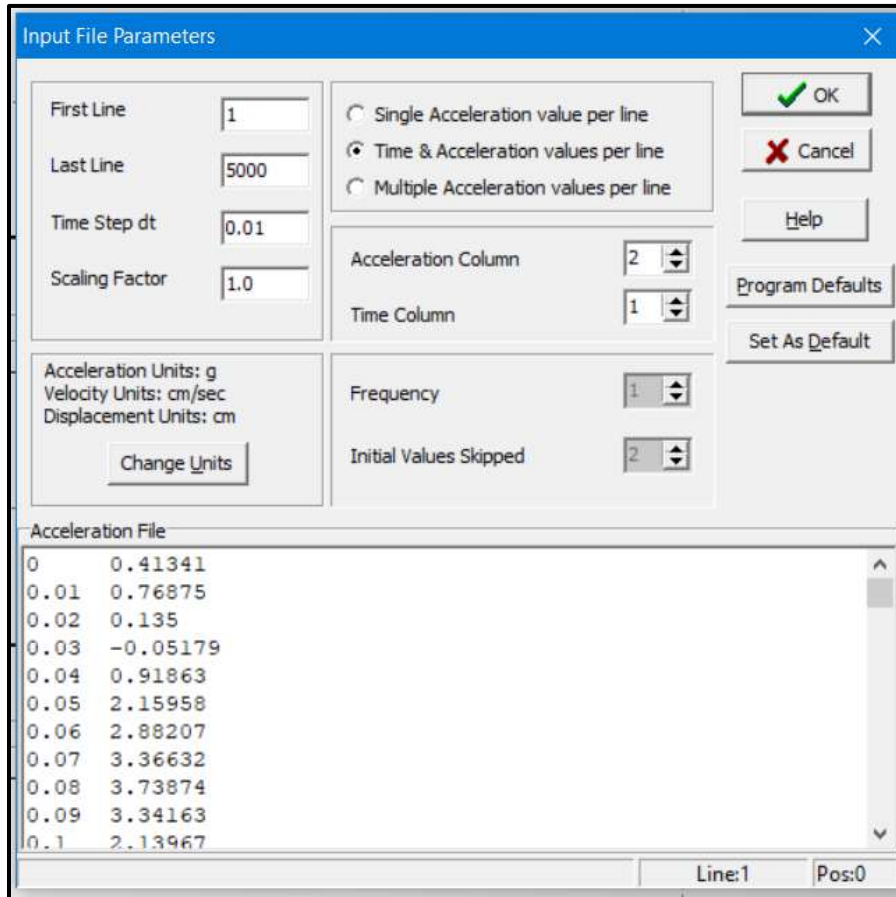 Input File Parameters
First Line 1
Last Line 5000
Time Step dt 0.01
Scaling Factor 1.0
Single Acceleration value per line
Time & Acceleration values per line
Multiple Acceleration values per line
OK
Cancel
Help
Program Defaults
Set As Default
Acceleration Column 2
Time Column 1
Acceleration Units: g
Velocity Units: cm/sec
Displacement Units: cm
Change Units
Frequency 1
Initial Values Skipped 2
Acceleration File
0 0.41341
0.01 0.76875
0.02 0.135
0.03 -0.05179
0.04 0.91863
0.05 2.15958
0.06 2.88207
0.07 3.36632
0.08 3.73874
0.09 3.34163
0.1 2.13967
Line:1 Pos:0